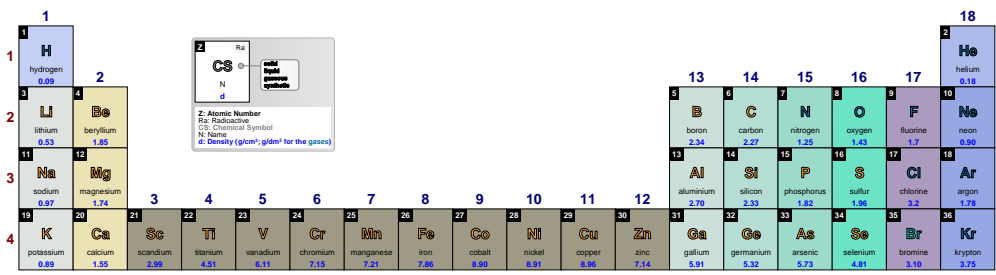 1 18
1 H hydrogen 0.09
2 He helium 0.18
1
Z Ra
CS
N
d
solid
liquid
gaseous
synthetic
Z: Atomic Number
Ra: Radioactive
CS: Chemical Symbol
N: Name
d: Density (g/cm³; g/dm³ for the gases)
2 13 14 15 16 17
2
3 Li lithium 0.53
4 Be beryllium 1.85
5 B boron 2.34
6 C carbon 2.27
7 N nitrogen 1.25
8 O oxygen 1.43
9 F fluorine 1.7
10 Ne neon 0.90
3
11 Na sodium 0.97
12 Mg magnesium 1.74
13 Al aluminium 2.70
14 Si silicon 2.33
15 P phosphorus 1.82
16 S sulfur 1.96
17 Cl chlorine 3.2
18 Ar argon 1.78
3 4 5 6 7 8 9 10 11 12
4
19 K potassium 0.89
20 Ca calcium 1.55
21 Sc scandium 2.99
22 Ti titanium 4.51
23 V vanadium 6.11
24 Cr chromium 7.15
25 Mn manganese 7.21
26 Fe iron 7.86
27 Co cobalt 8.90
28 Ni nickel 8.91
29 Cu copper 8.96
30 Zn zinc 7.14
31 Ga gallium 5.91
32 Ge germanium 5.32
33 As arsenic 5.73
34 Se selenium 4.81
35 Br bromine 3.10
36 Kr krypton 3.75